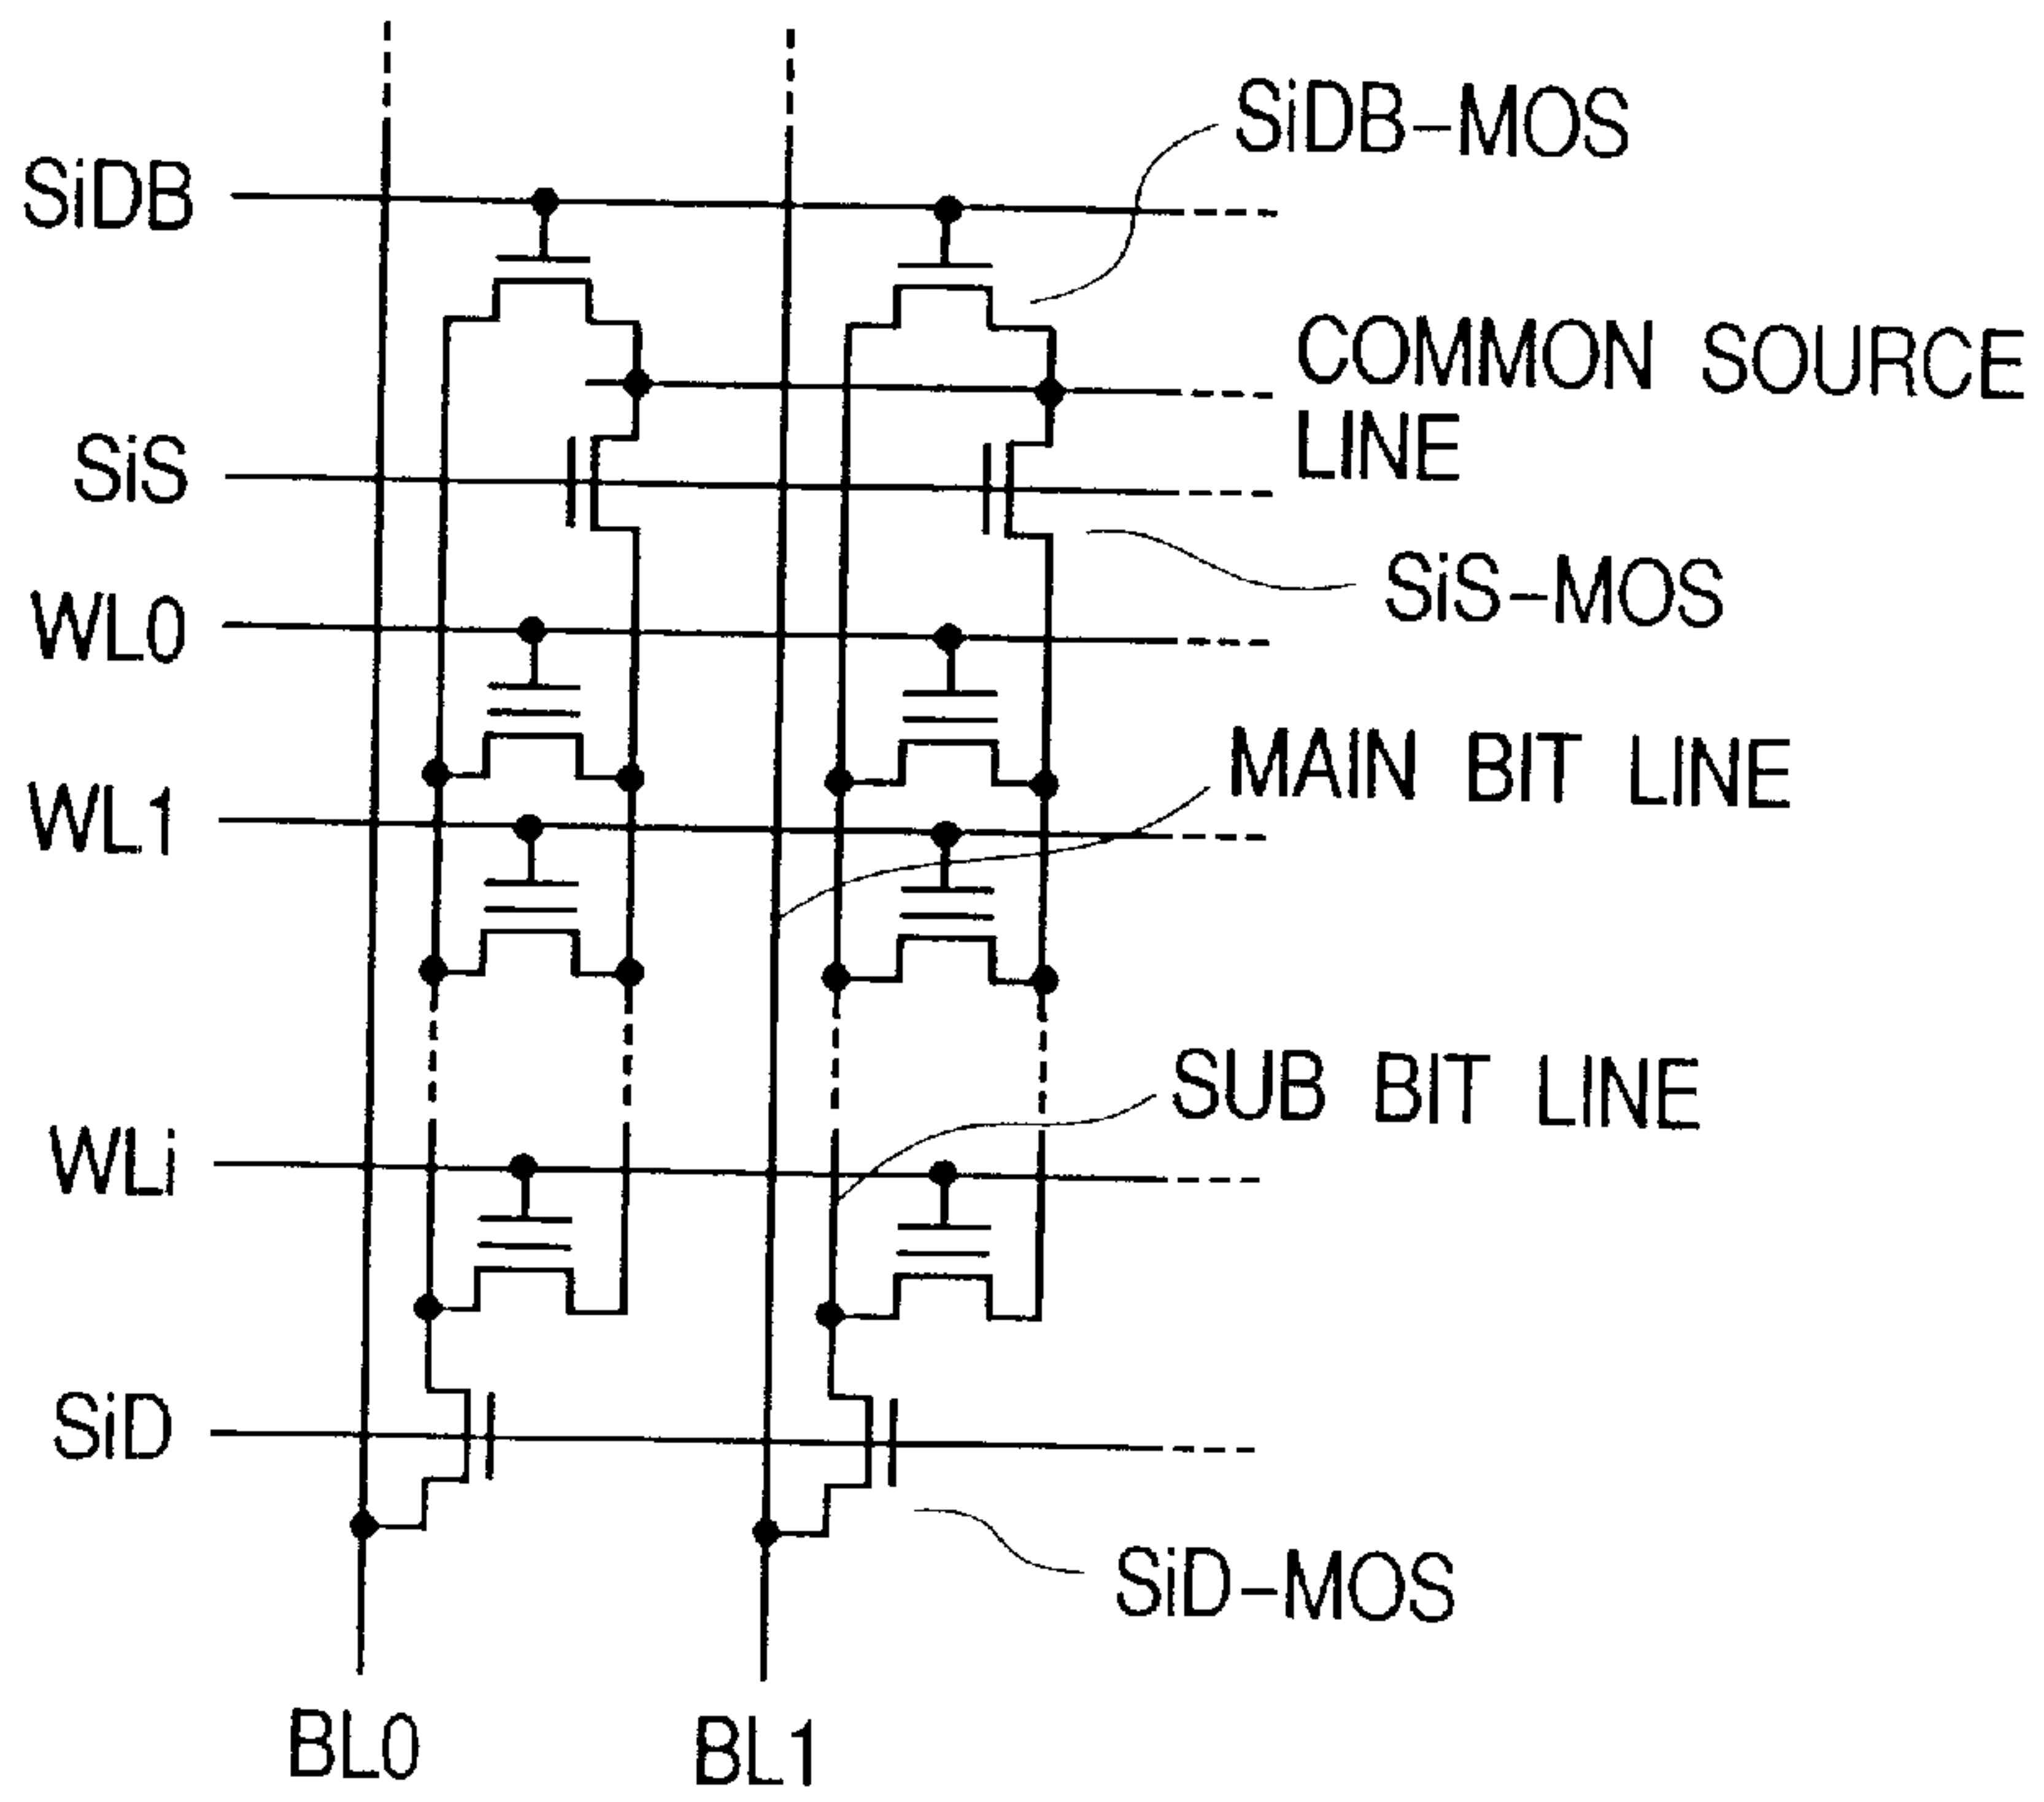 SiDB-MOS
SiDB
COMMON SOURCE
LINE
SiS
SiS-MOS
WL0
MAIN BIT LINE
WL1
SUB BIT LINE
WLi
SiD
SiD-MOS
BL0
BL1